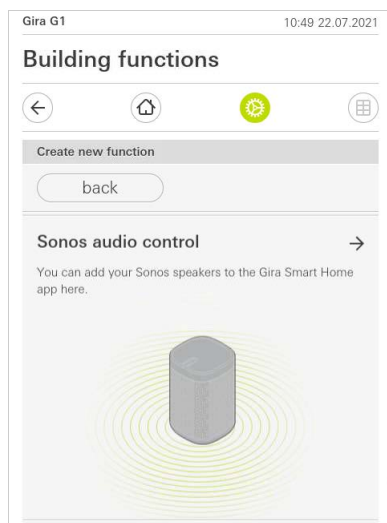 Gira G1
10:49 22.07.2021
Building functions
Create new function
back
Sonos audio control
You can add your Sonos speakers to the Gira Smart Home
app here.